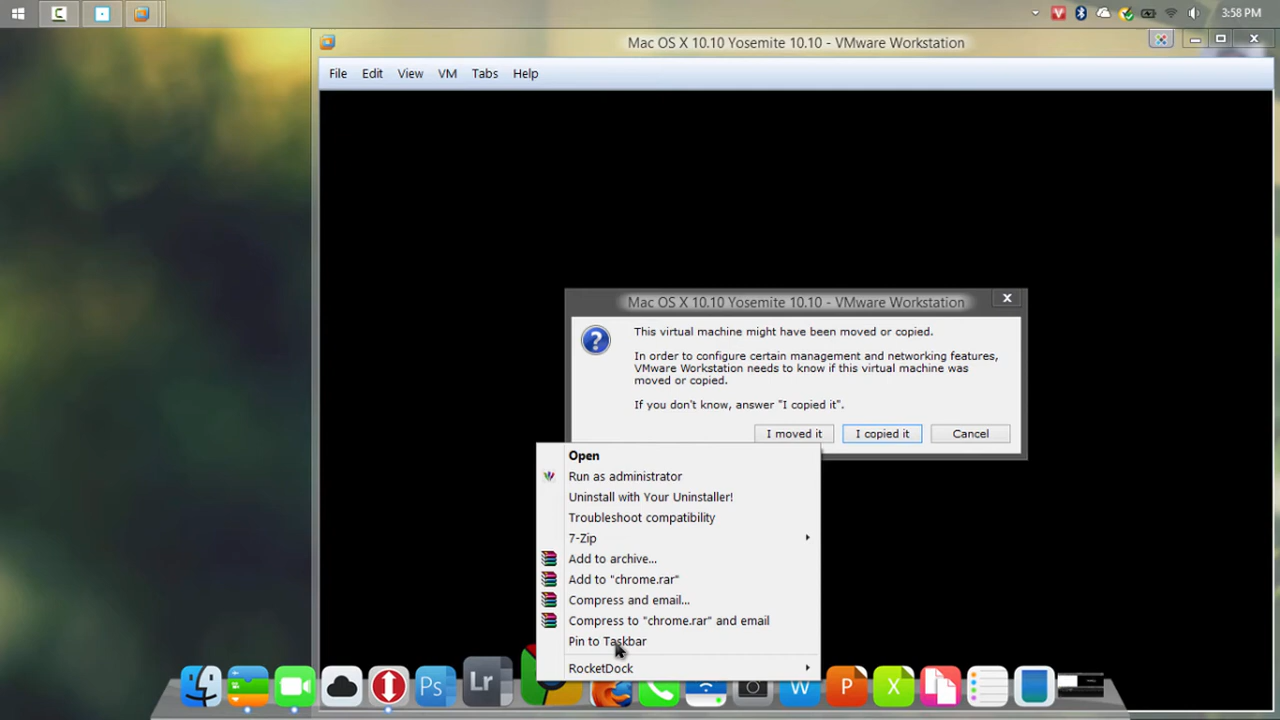 3:58 PM
Mac OS X 10.10 Yosemite 10.10 - VMware Workstation
File Edit View VM Tabs Help
Mac OS X 10.10 Yosemite 10.10 - VMware Workstation
This virtual machine might have been moved or copied.
In order to configure certain management and networking features,
VMware Workstation needs to know if this virtual machine was
moved or copied.
If you don't know, answer "I copied it".
I moved it I copied it Cancel
Open
Run as administrator
Uninstall with Your Uninstaller!
Troubleshoot compatibility
7-Zip
Add to archive...
Add to "chrome.rar"
Compress and email...
Compress to "chrome.rar" and email
Pin to Taskbar
RocketDock
Ps Lr W P X